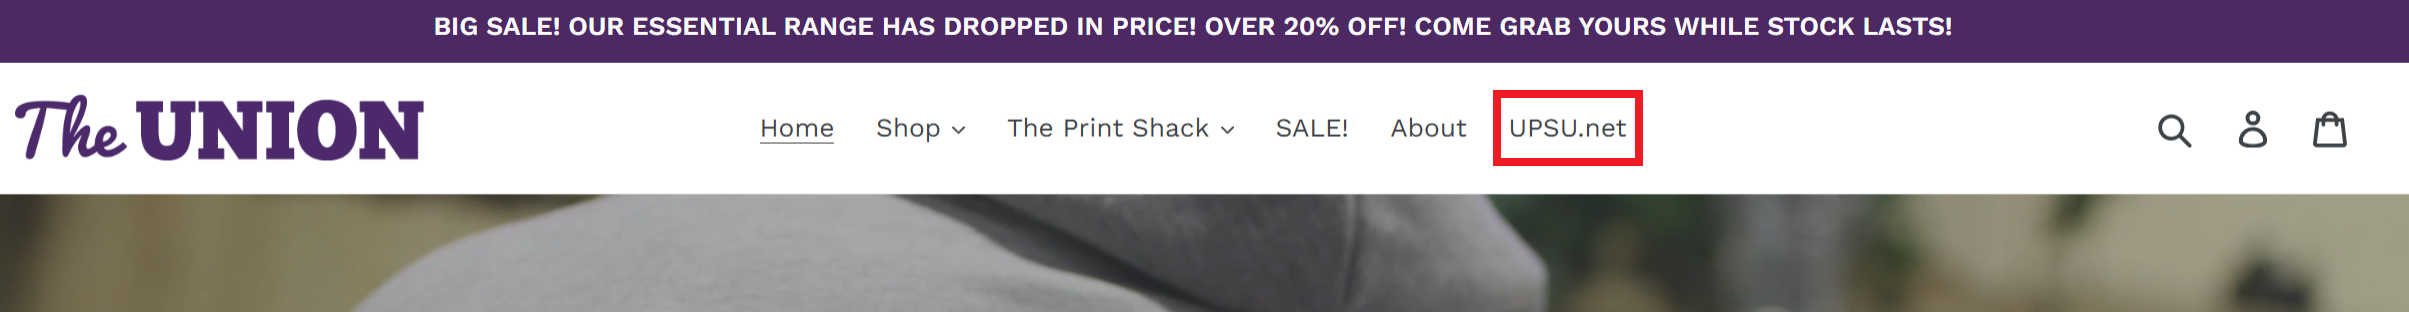 BIG SALE! OUR ESSENTIAL RANGE HAS DROPPED IN PRICE! OVER 20% OFF! COME GRAB YOURS WHILE STOCK LASTS!
The UNION
Home Shop The Print Shack SALE! About UPSU.net